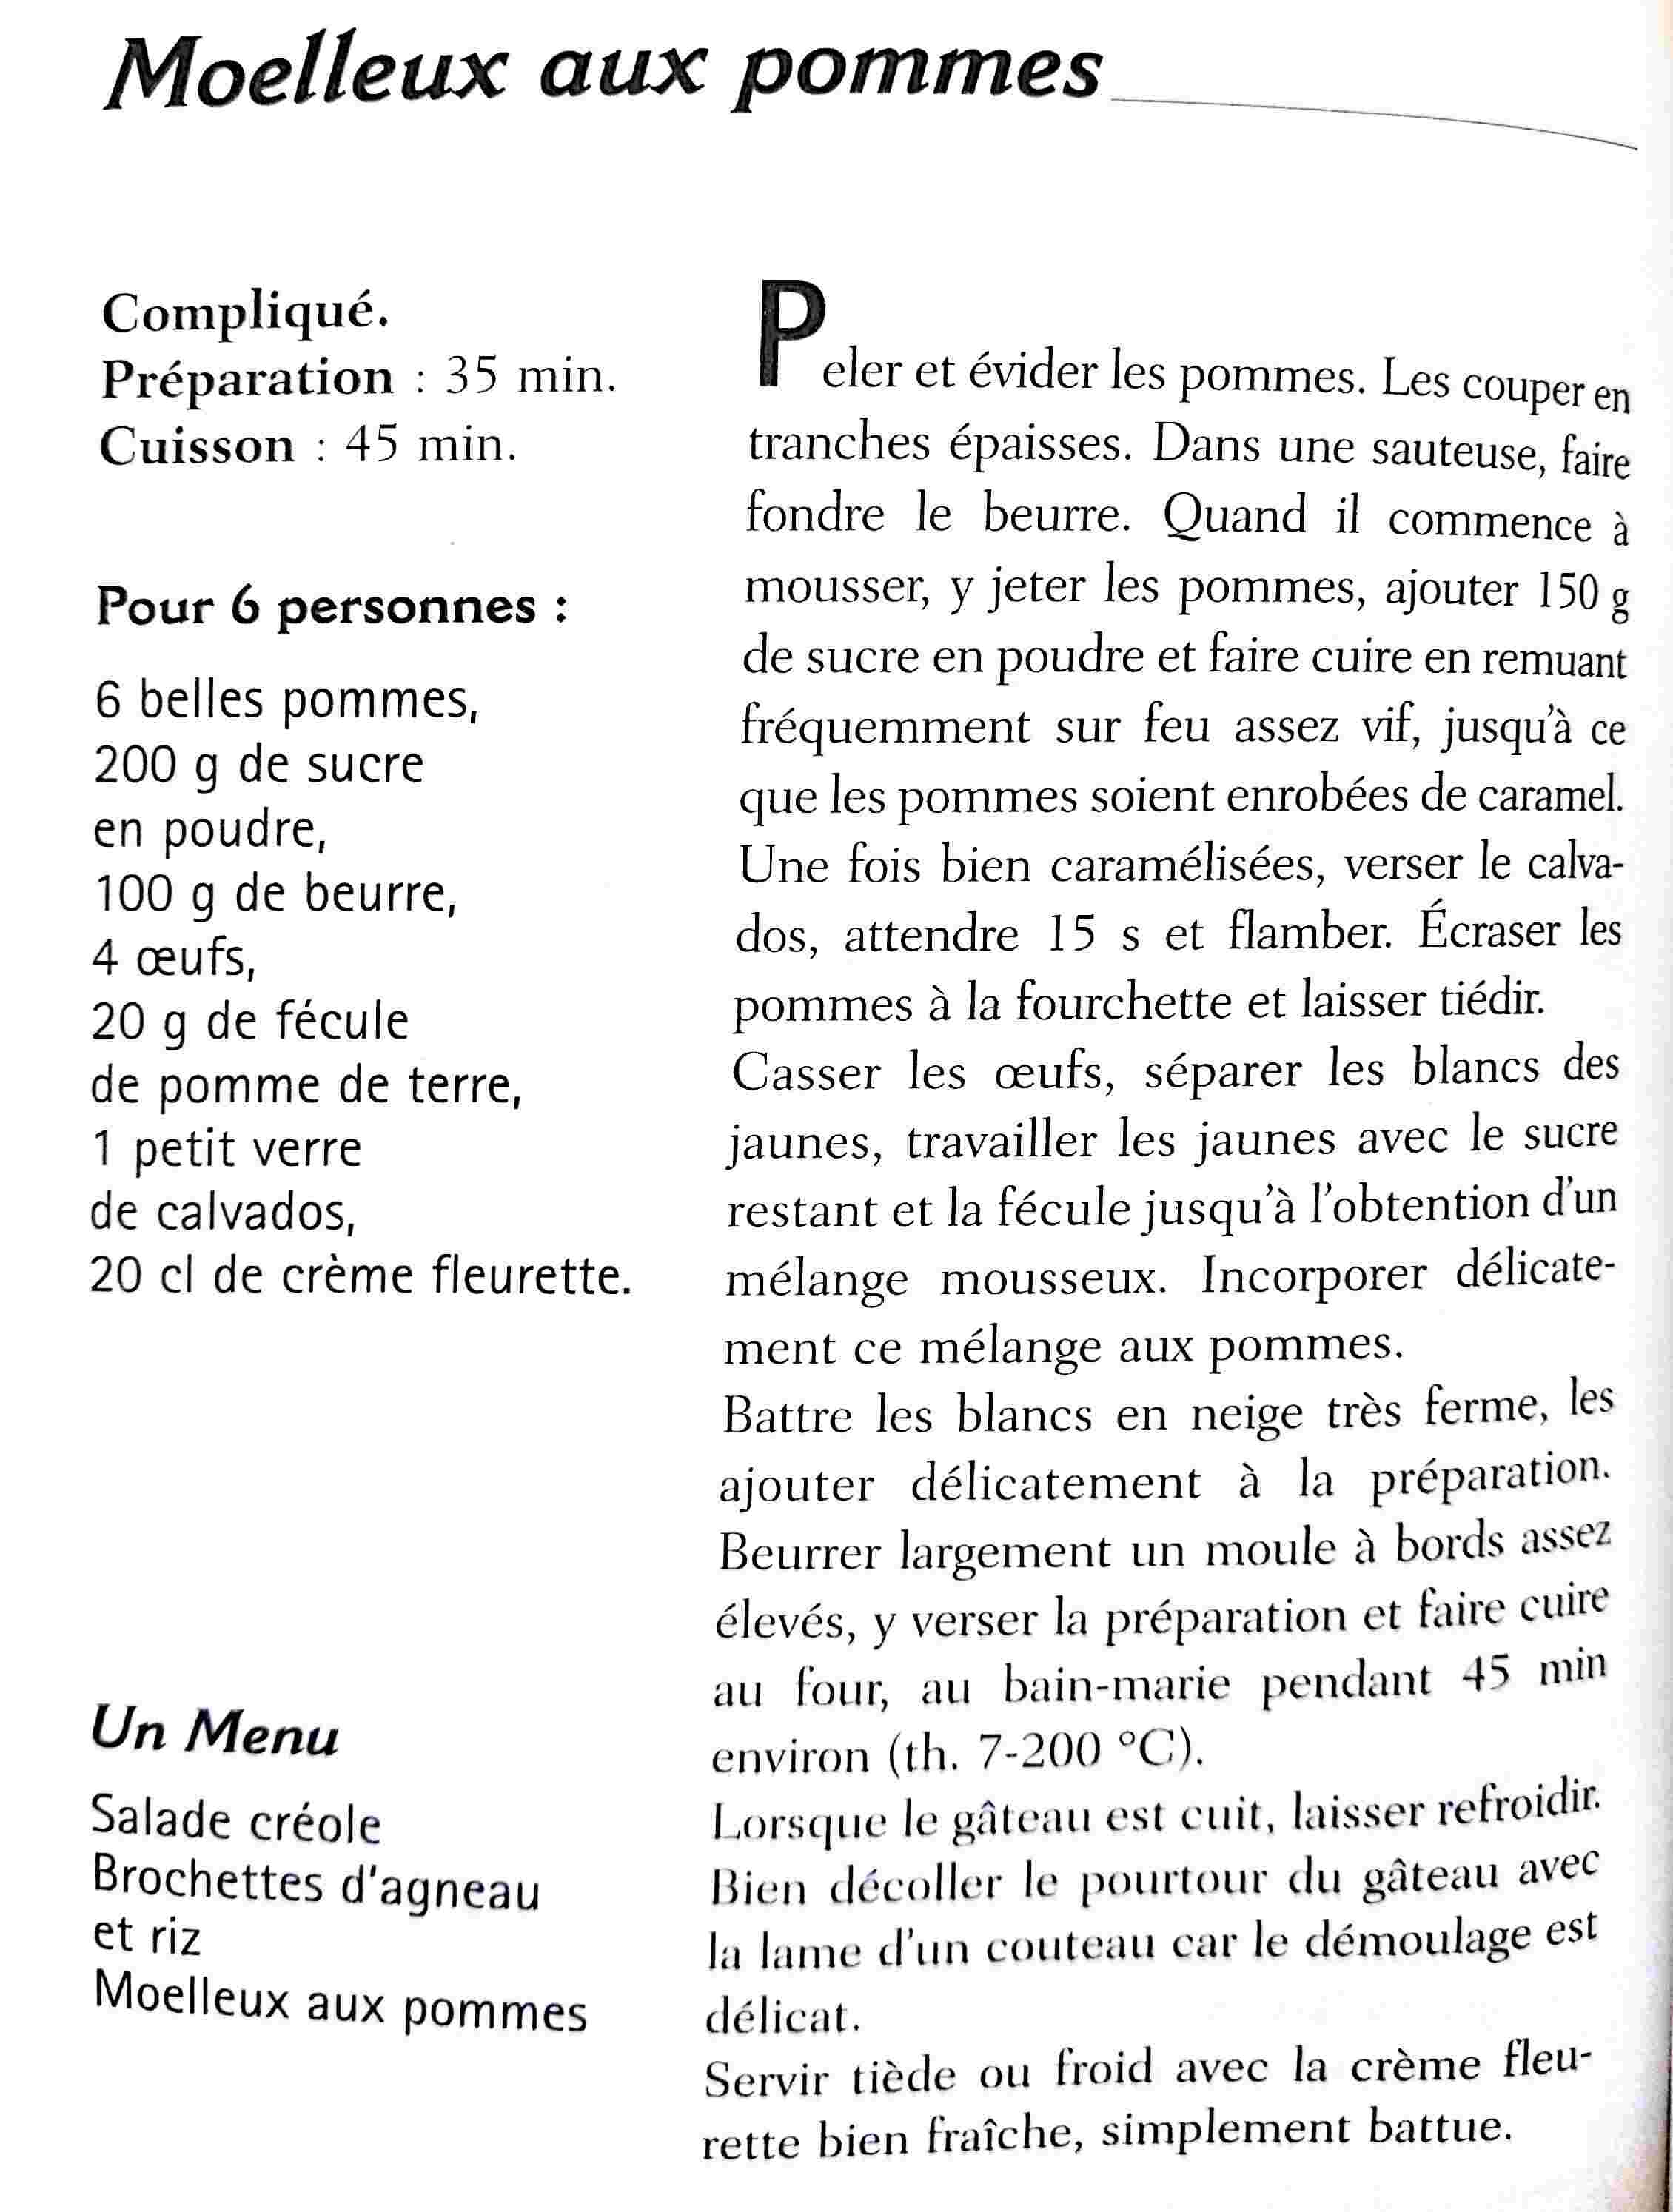 Moelleux aux pommes
Compliqué.
Préparation : 35 min.
Cuisson : 45 min.
Pour 6 personnes :
6 belles pommes,
200 g de sucre
en poudre,
100 g de beurre,
4 œufs,
20 g de fécule
de pomme de terre,
1 petit verre
de calvados,
20 cl de crème fleurette.
Un Menu
Salade créole
Brochettes d'agneau
et riz
Moelleux aux pommes
Peler et évider les pommes. Les couper en
tranches épaisses. Dans une sauteuse, faire
fondre le beurre. Quand il commence à
mousser, y jeter les pommes, ajouter 150 g
de sucre en poudre et faire cuire en remuant
fréquemment sur feu assez vif, jusqu'à ce
que les pommes soient enrobées de caramel.
Une fois bien caramélisées, verser le calva-
dos, attendre 15 s et flamber. Écraser les
pommes à la fourchette et laisser tiédir.
Casser les œufs, séparer les blancs des
jaunes, travailler les jaunes avec le sucre
restant et la fécule jusqu'à l'obtention d'un
mélange mousseux. Incorporer délicate-
ment ce mélange aux pommes.
Battre les blancs en neige très ferme, les
ajouter délicatement à la préparation.
Beurrer largement un moule à bords assez
élevés, y verser la préparation et faire cuire
au four, au bain-marie pendant 45 min
environ (th. 7-200 °C).
Lorsque le gâteau est cuit, laisser refroidir.
Bien décoller le pourtour du gâteau avec
la lame d'un couteau car le démoulage est
délicat.
Servir tiède ou froid avec la crème fleu-
rette bien fraîche, simplement battue.